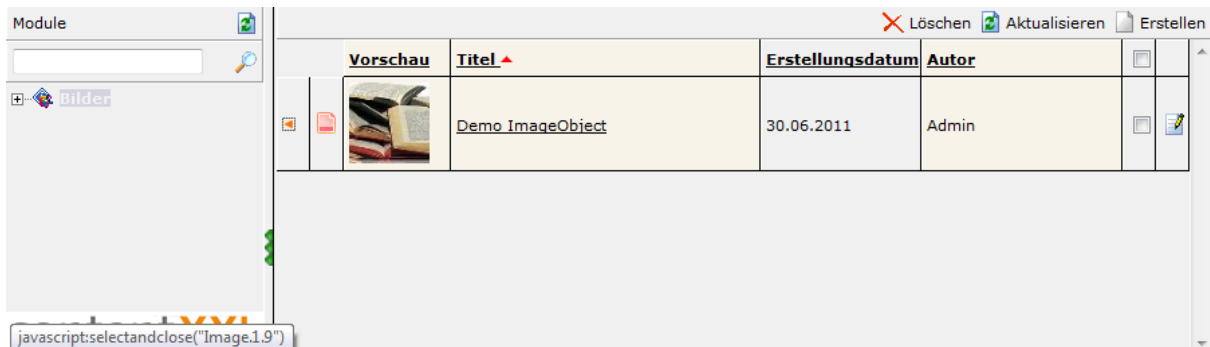 Module
Löschen Aktualisieren Erstellen
Vorschau Titel Erstellungsdatum Autor
Bilder
Demo ImageObject 30.06.2011 Admin
XXL
javascript:selectandclose("Image.1.9")